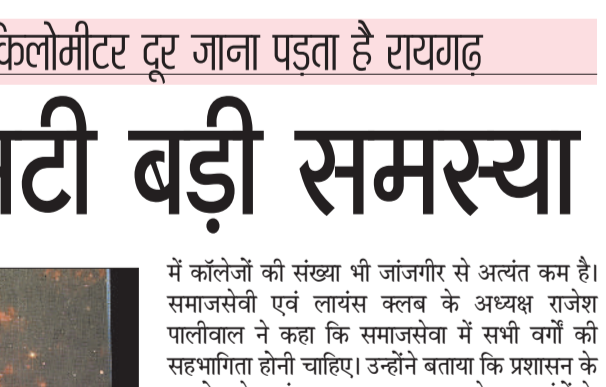 किलोमीटर दूर जाना पड़ता है रायगढ़
बड़ी समस्या
में कॉलेजों की संख्या भी जांजगीर से अत्यंत कम है।
समाजसेवी एवं लायंस क्लब के अध्यक्ष राजेश
पालीवाल ने कहा कि समाजसेवा में सभी वर्गों की
सहभागिता होनी चाहिए। उन्होंने बताया कि प्रशासन के